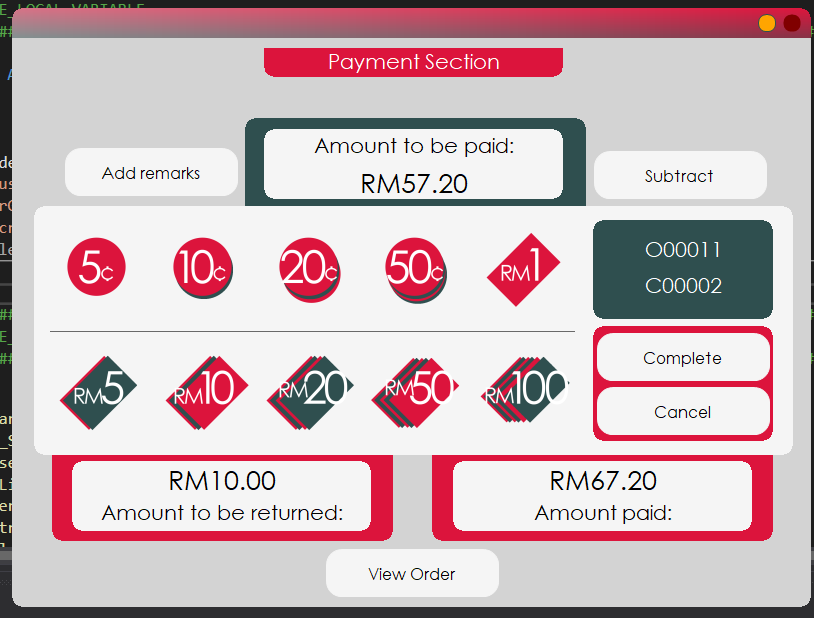 E_LOCAL_VARIABLE
Payment Section
Amount to be paid:
RM57.20
Add remarks
Subtract
5¢
10¢
20¢
50¢
RM1
O00011
C00002
RM5
RM10
RM20
RM50
RM100
Complete
Cancel
RM10.00
Amount to be returned:
RM67.20
Amount paid:
View Order